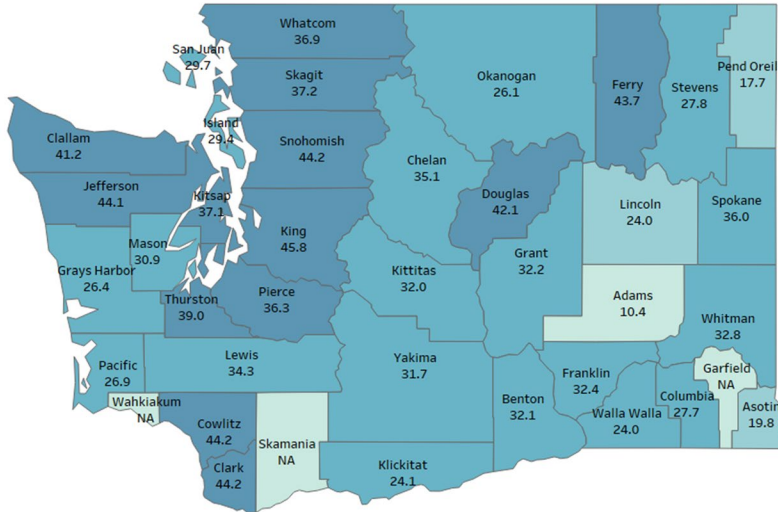 Whatcom
36.9
San Juan
29.7
Skagit
37.2
Okanogan
26.1
Ferry
43.7
Stevens
27.8
Pend Oreil
17.7
Island
29.4
Clallam
41.2
Snohomish
44.2
Chelan
35.1
Jefferson
44.1
Kitsap
37.1
Douglas
42.1
Lincoln
24.0
Spokane
36.0
King
45.8
Mason
30.9
Grays Harbor
26.4
Kittitas
32.0
Grant
32.2
Thurston
39.0
Pierce
36.3
Adams
10.4
Whitman
32.8
Pacific
26.9
Lewis
34.3
Yakima
31.7
Franklin
32.4
Garfield
NA
Wahkiakum
NA
Benton
32.1
Walla Walla
24.0
Columbia
27.7
Asotin
19.8
Cowlitz
44.2
Skamania
NA
Clark
44.2
Klickitat
24.1